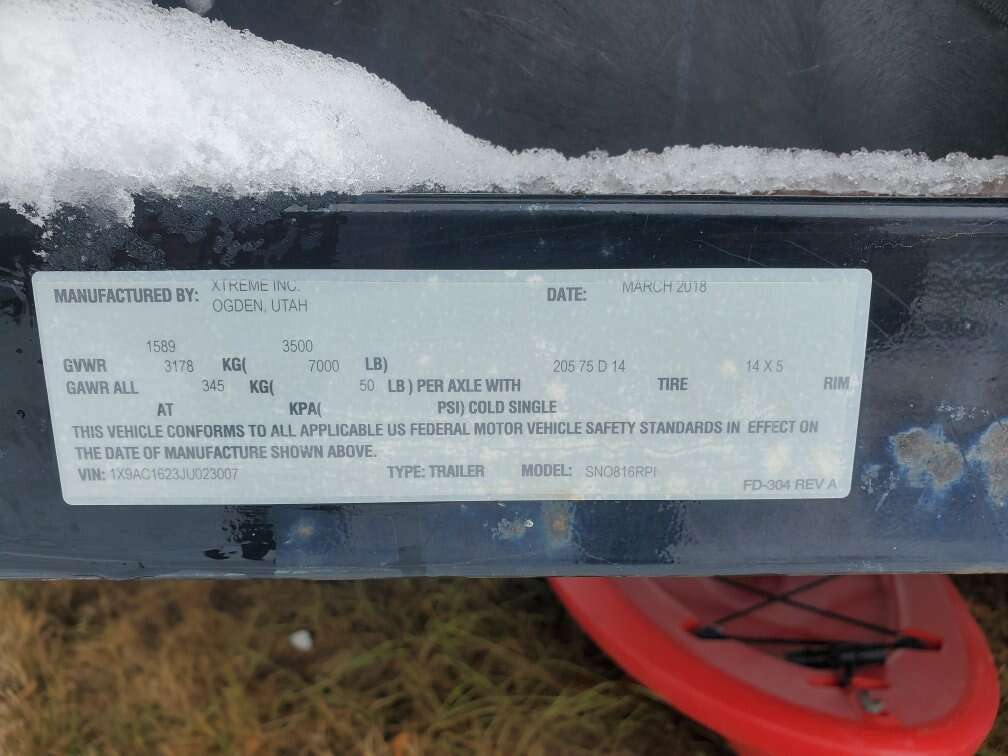 MANUFACTURED BY: XTREME INC. DATE: MARCH 2018
OGDEN, UTAH
1589 3500
GVWR 3178 KG( 7000 LB) 205 75 D 14 14 X 5
GAWR ALL 345 KG( 50 LB ) PER AXLE WITH TIRE RIM
AT KPA( PSI) COLD SINGLE
THIS VEHICLE CONFORMS TO ALL APPLICABLE US FEDERAL MOTOR VEHICLE SAFETY STANDARDS IN EFFECT ON
THE DATE OF MANUFACTURE SHOWN ABOVE.
VIN: 1X9AC1623JU023007 TYPE: TRAILER MODEL: SNO816RPI
FD-304 REV A